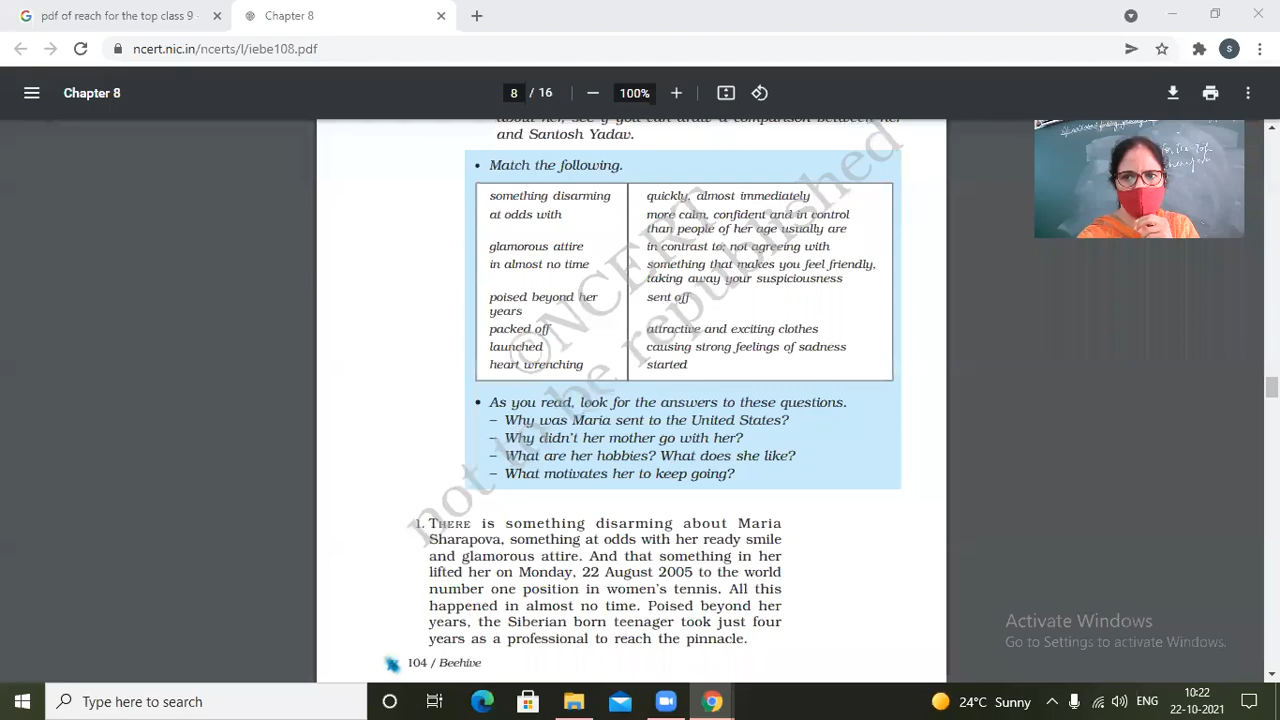 pdf of reach for the top class 9 -
Chapter 8
ncert.nic.in/ncerts/l/iebe108.pdf
S
Chapter 8
8 / 16
100%
about her, see if you can draw a comparison between her
and Santosh Yadav.
• Match the following.
something disarming quickly, almost immediately
at odds with more calm, confident and in control
than people of her age usually are
glamorous attire in contrast to; not agreeing with
in almost no time something that makes you feel friendly,
taking away your suspiciousness
poised beyond her sent off
years
packed off attractive and exciting clothes
launched causing strong feelings of sadness
heart wrenching started
• As you read, look for the answers to these questions.
– Why was Maria sent to the United States?
– Why didn't her mother go with her?
– What are her hobbies? What does she like?
– What motivates her to keep going?
1. THERE is something disarming about Maria
Sharapova, something at odds with her ready smile
and glamorous attire. And that something in her
lifted her on Monday, 22 August 2005 to the world
number one position in women's tennis. All this
happened in almost no time. Poised beyond her
years, the Siberian born teenager took just four
years as a professional to reach the pinnacle.
104 / Beehive
©NCERT
not to be republished
Activate Windows
Go to Settings to activate Windows.
Type here to search
24°C Sunny
ENG
10:22
22-10-2021